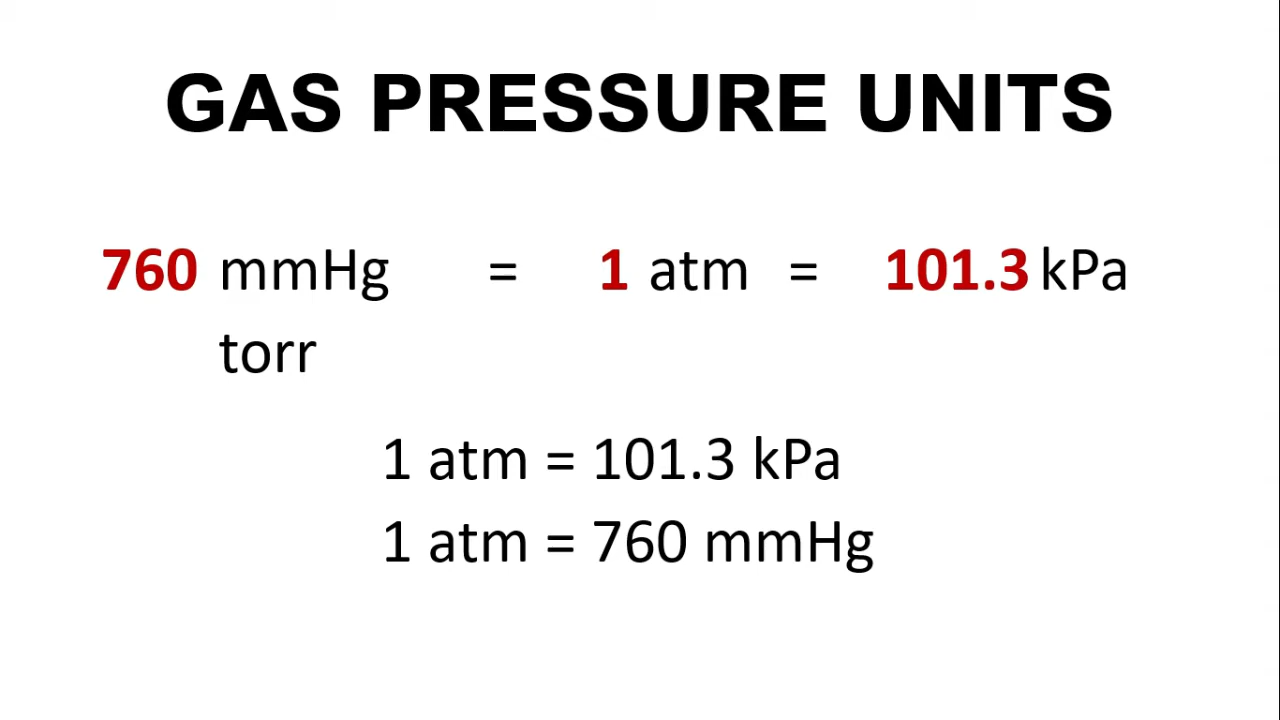 GAS PRESSURE UNITS
760 mmHg = 1 atm = 101.3 kPa
torr
1 atm = 101.3 kPa
1 atm = 760 mmHg